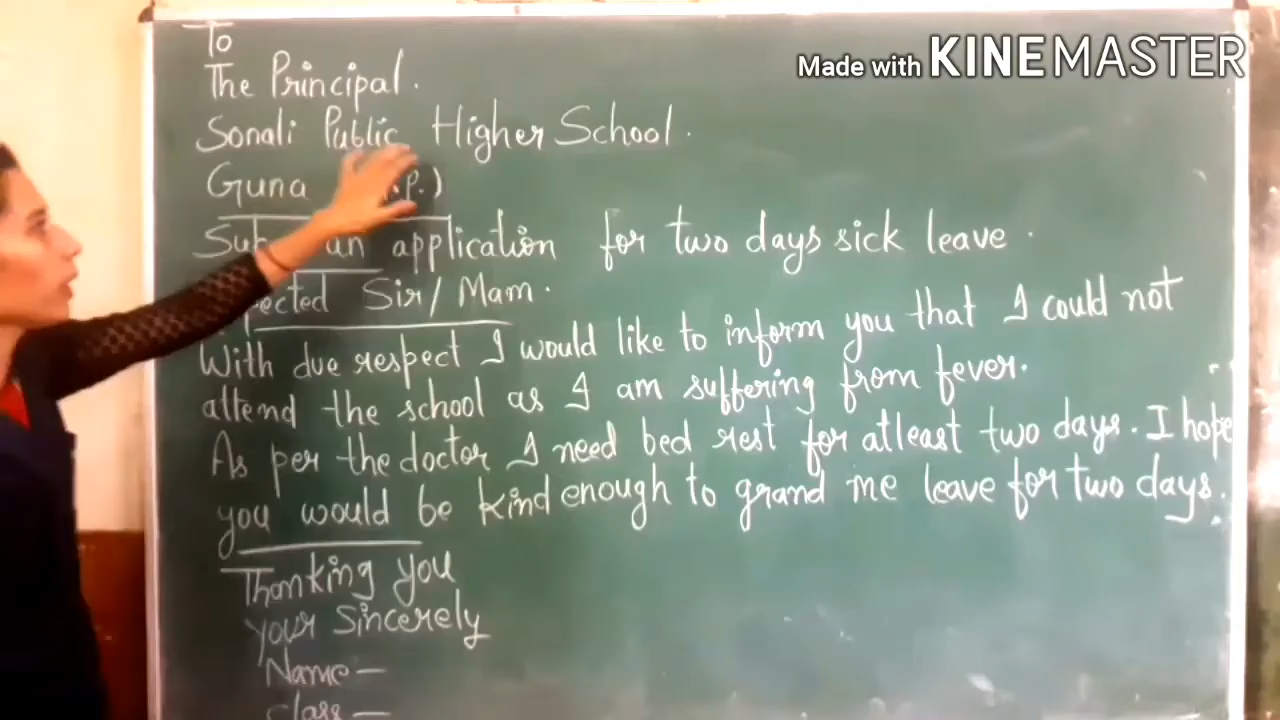 To
Made with KINEMASTER
The Principal.
Sonali Public Higher School.
Guna .P.)
Sub an application for two days sick leave.
pected Sir/Mam.
With due respect I would like to inform you that I could not
attend the school as I am suffering from fever.
As per the doctor I need bed rest for atleast two days. I hope
you would be kind enough to grand me leave for two days.
Thanking you
your Sincerely
Name-
class-